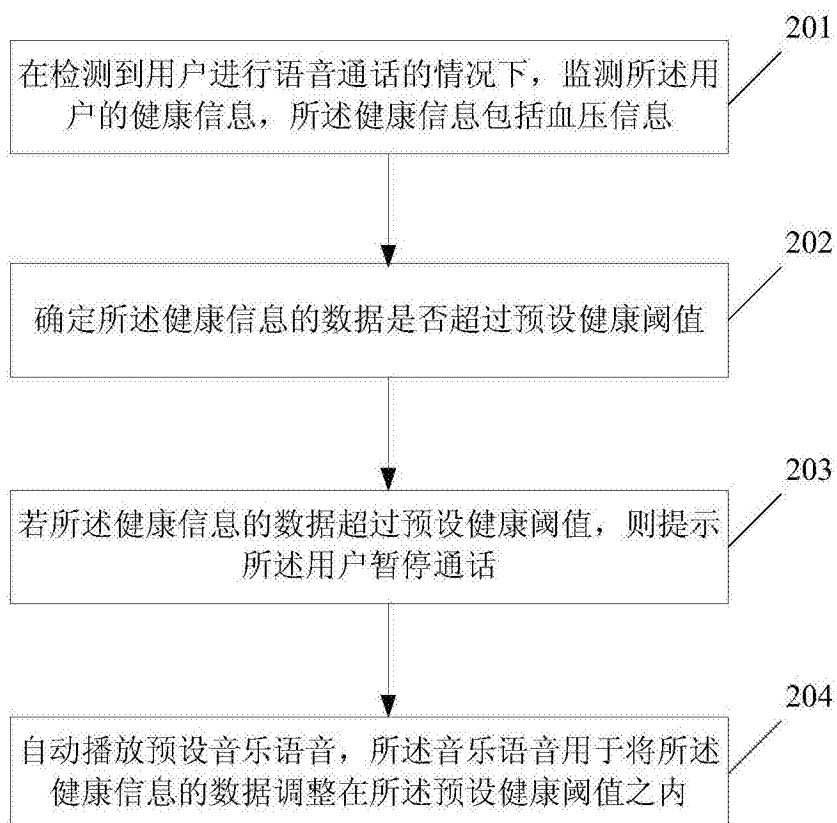 201
在检测到用户进行语音通话的情况下，监测所述用
户的健康信息，所述健康信息包括血压信息
202
确定所述健康信息的数据是否超过预设健康阈值
203
若所述健康信息的数据超过预设健康阈值，则提示
所述用户暂停通话
204
自动播放预设音乐语音，所述音乐语音用于将所述
健康信息的数据调整在所述预设健康阈值之内